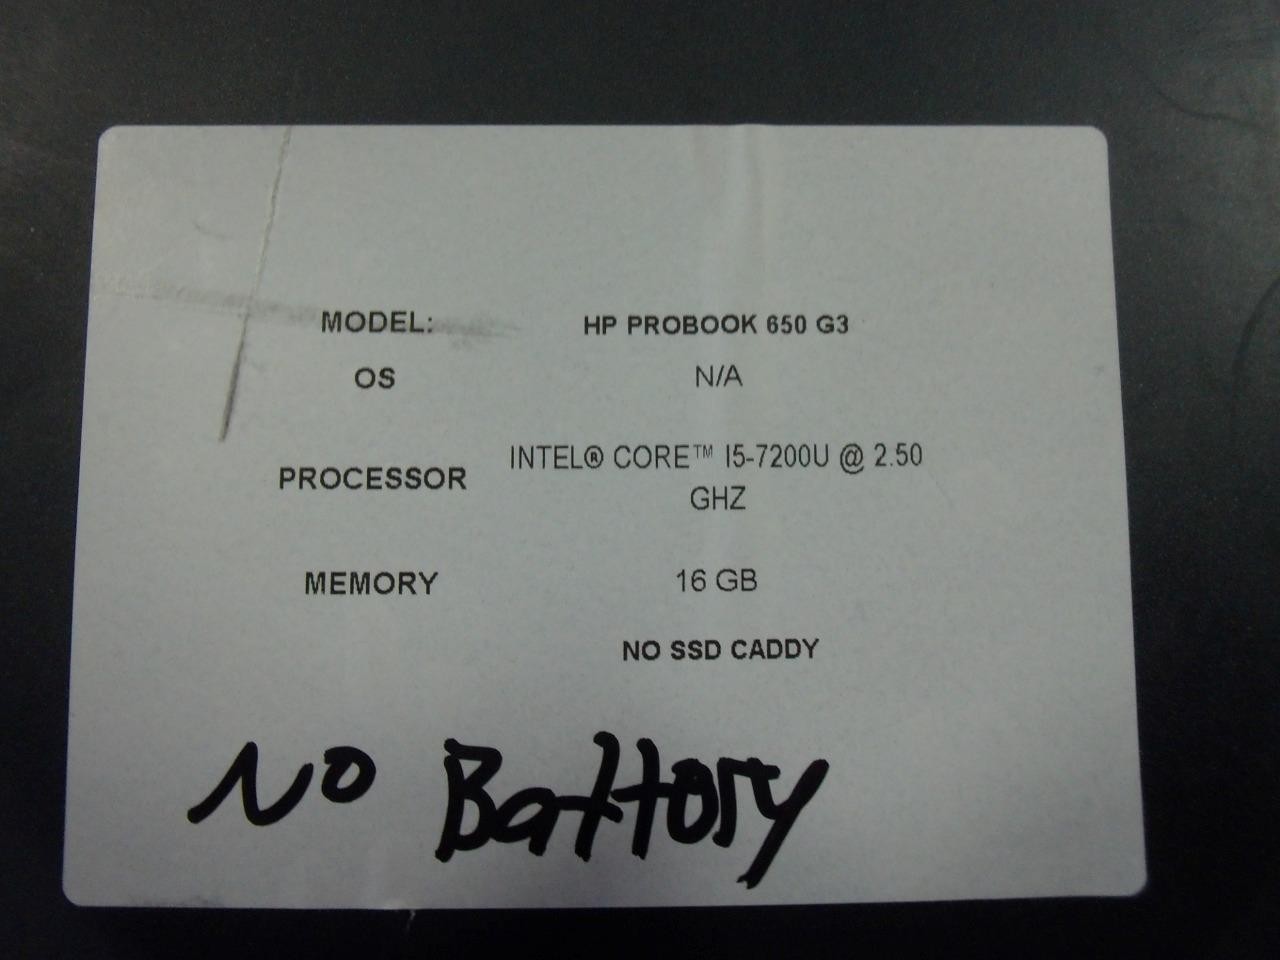 MODEL: HP PROBOOK 650 G3
OS N/A
PROCESSOR INTEL® CORE™ I5-7200U @ 2.50
GHZ
MEMORY 16 GB
NO SSD CADDY
No Battory